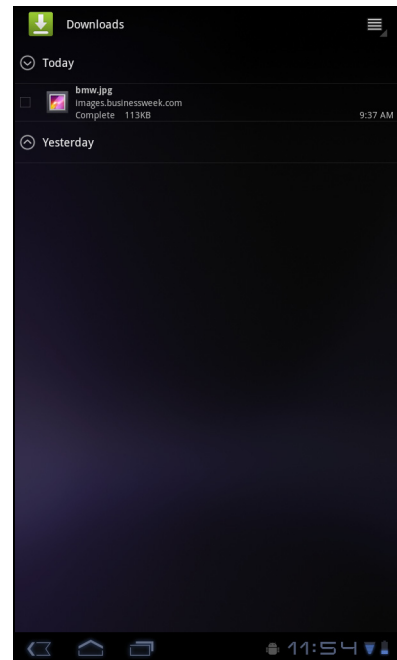 Downloads
Today
bmw.jpg
images.businessweek.com
Complete 113KB 9:37 AM
Yesterday
11:54